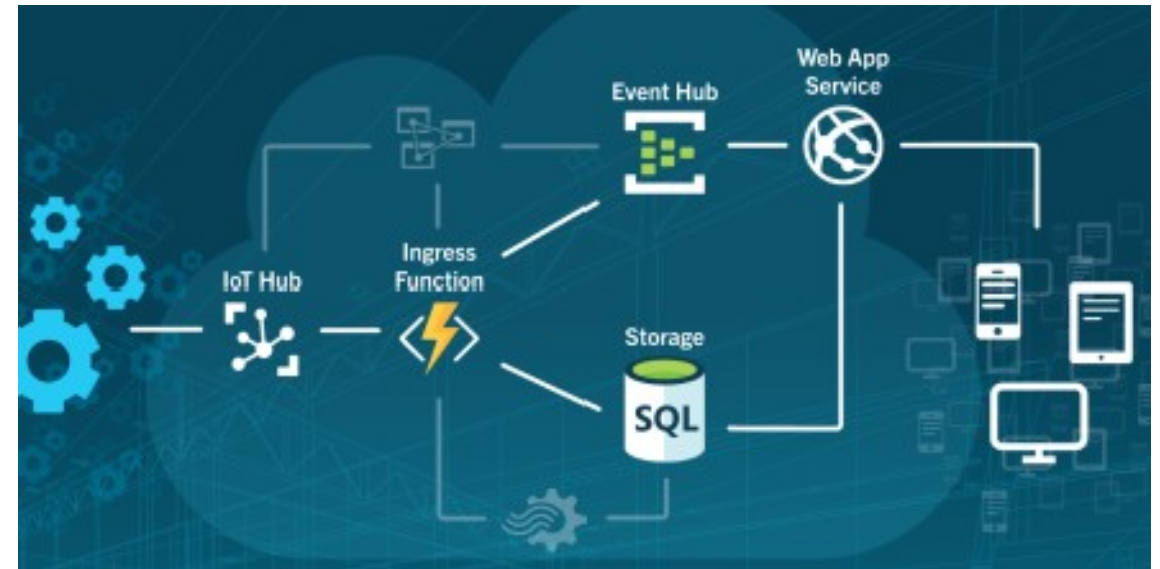 Web App
Service
Event Hub
Ingress
Function
IoT Hub
Storage
SQL